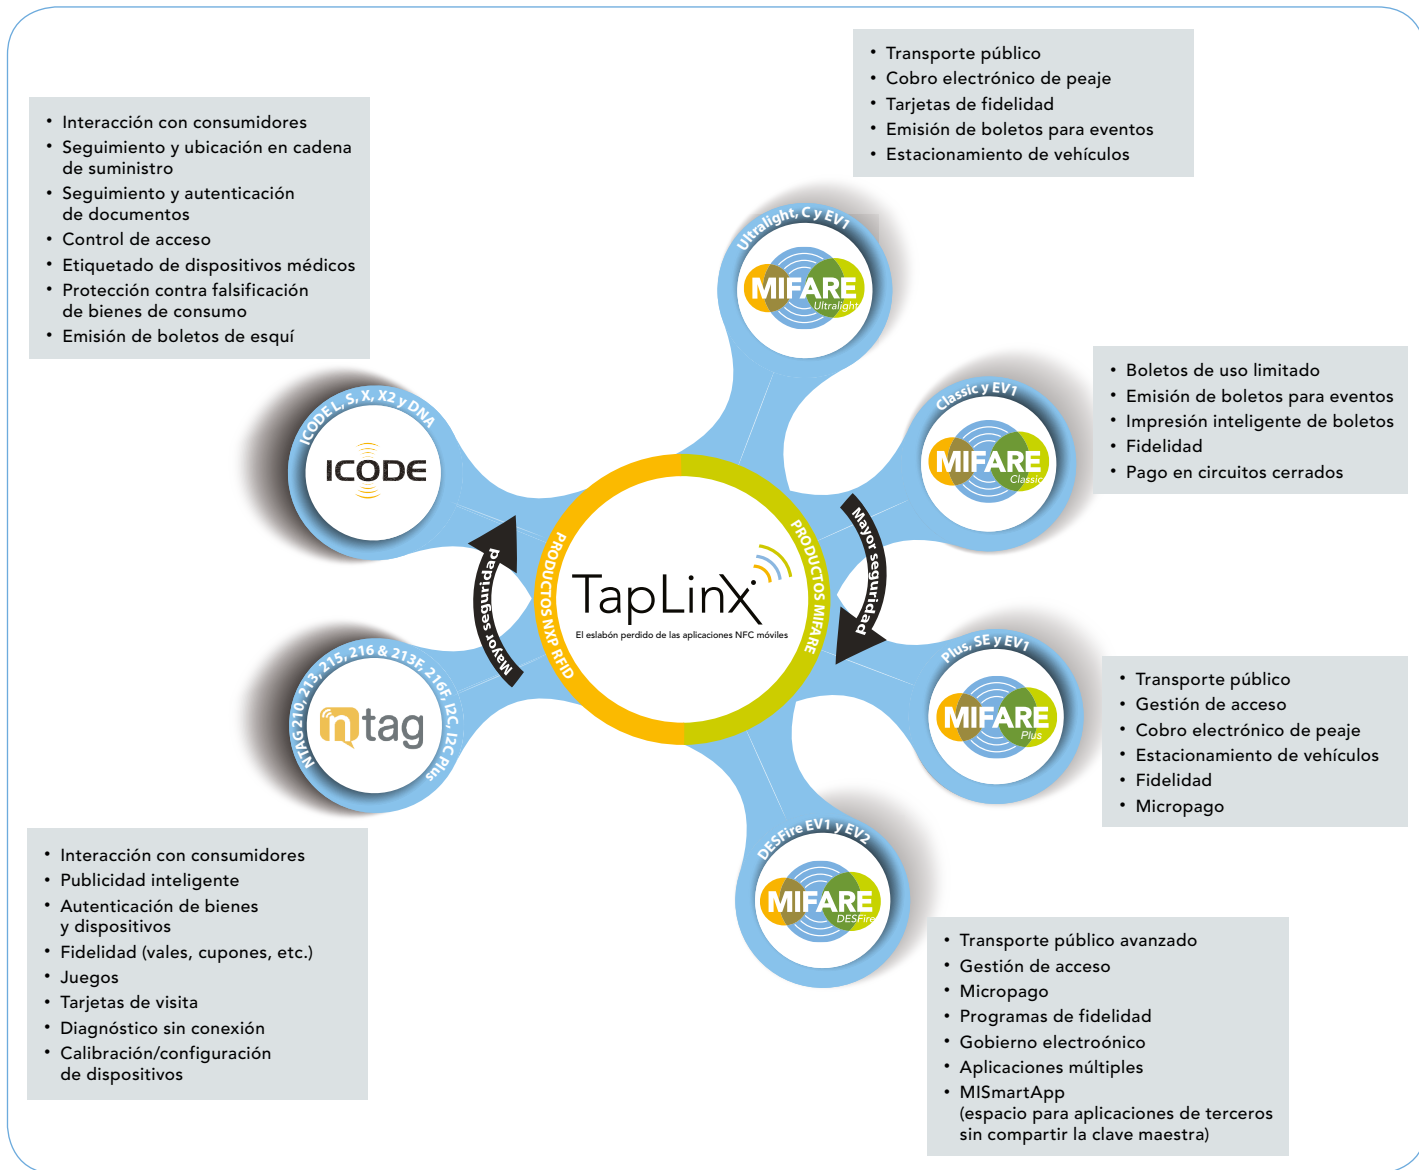 • Transporte público
• Cobro electrónico de peaje
• Tarjetas de fidelidad
• Emisión de boletos para eventos
• Estacionamiento de vehículos
• Interacción con consumidores
• Seguimiento y ubicación en cadena
de suministro
• Seguimiento y autenticación
de documentos
• Control de acceso
• Etiquetado de dispositivos médicos
• Protección contra falsificación
de bienes de consumo
• Emisión de boletos de esquí
Ultralight, C y EV1
MIFARE
Ultralight
• Boletos de uso limitado
• Emisión de boletos para eventos
• Impresión inteligente de boletos
• Fidelidad
• Pago en circuitos cerrados
Classic y EV1
MIFARE
Classic
ICODE L, S, X, X2 y DNA
ICODE
Mayor seguridad
Mayor seguridad
PRODUCTOS NXP RFID
PRODUCTOS MIFARE
TapLinx
El eslabón perdido de las aplicaciones NFC móviles
Plus, SE y EV1
MIFARE
Plus
• Transporte público
• Gestión de acceso
• Cobro electrónico de peaje
• Estacionamiento de vehículos
• Fidelidad
• Micropago
NTAG 210, 213, 215, 216 & 213F, 216F, I2C, I2C Plus
ntag
DESFire EV1 y EV2
MIFARE
DESFire
• Interacción con consumidores
• Publicidad inteligente
• Autenticación de bienes
y dispositivos
• Fidelidad (vales, cupones, etc.)
• Juegos
• Tarjetas de visita
• Diagnóstico sin conexión
• Calibración/configuración
de dispositivos
• Transporte público avanzado
• Gestión de acceso
• Micropago
• Programas de fidelidad
• Gobierno electroónico
• Aplicaciones múltiples
• MISmartApp
(espacio para aplicaciones de terceros
sin compartir la clave maestra)